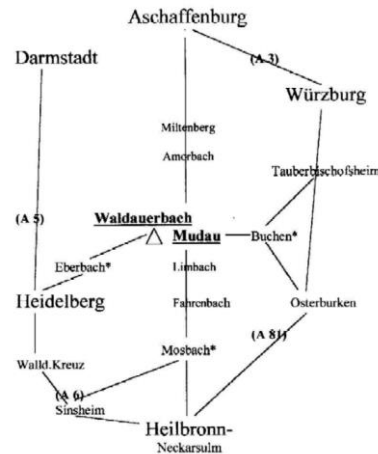 Aschaffenburg
Darmstadt
(A 3)
Würzburg
Miltenberg
Amorbach
Tauberbischofsheim
(A 5)
Waldauerbach
Mudau
Buchen*
Eberbach*
Limbach
Heidelberg
Fahrenbach
Osterburken
Mosbach*
(A 81)
Walld.Kreuz
(A 6)
Sinsheim
Heilbronn-
Neckarsulm